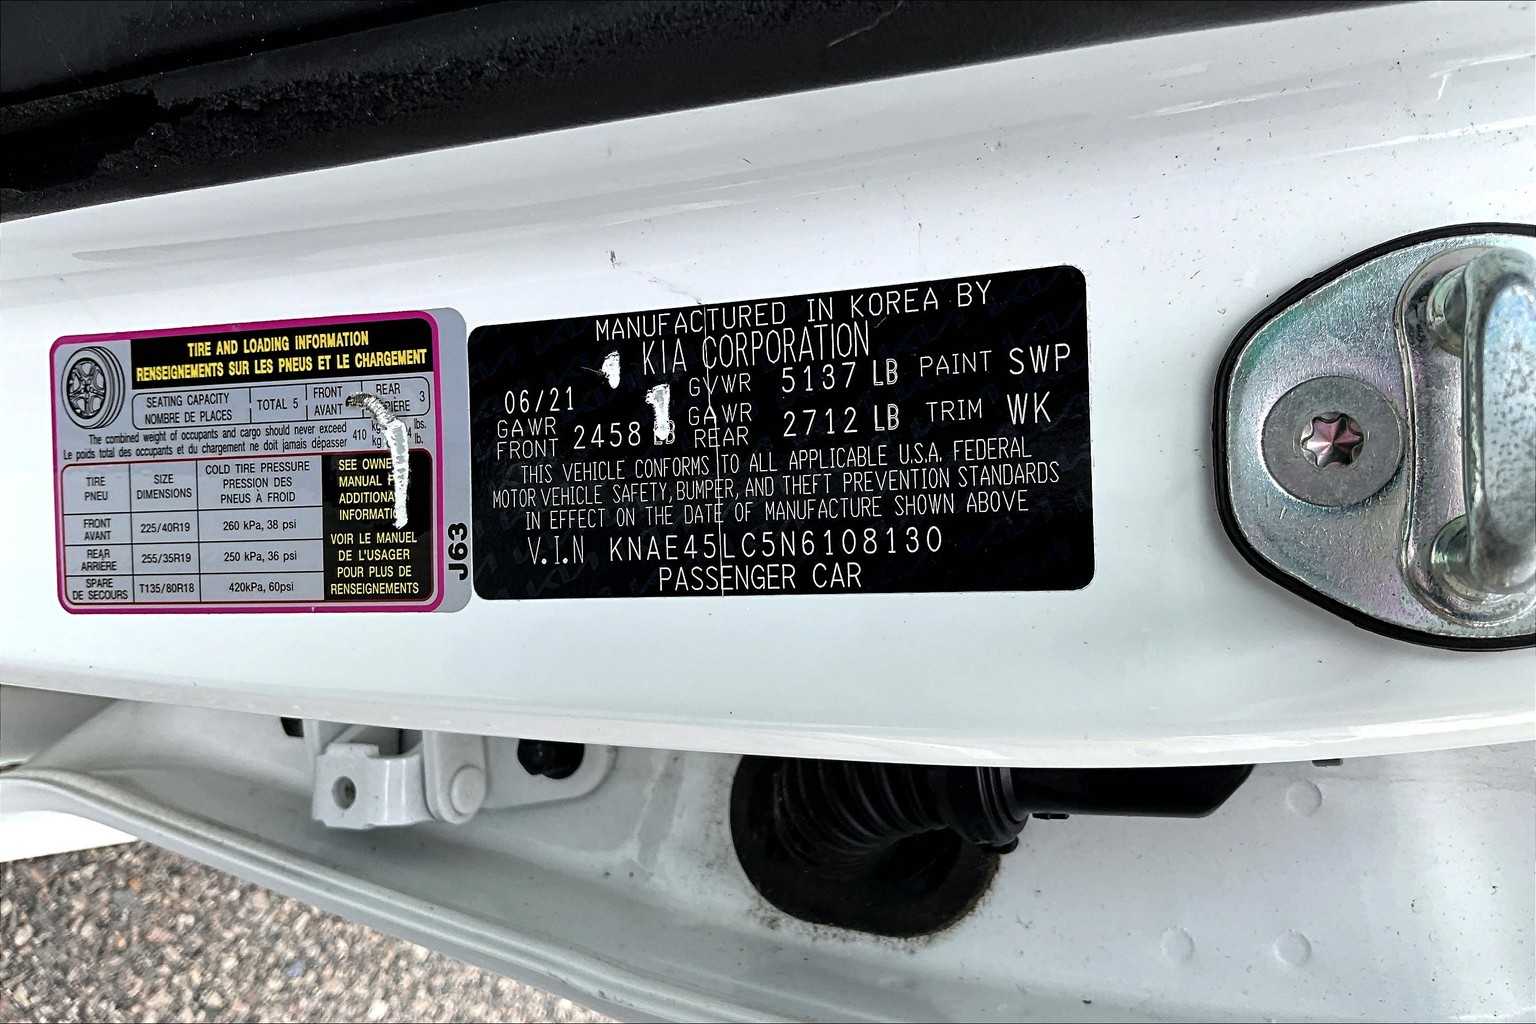 TIRE AND LOADING INFORMATION
RENSEIGNEMENTS SUR LES PNEUS ET LE CHARGEMENT
SEATING CAPACITY
NOMBRE DE PLACES
TOTAL 5
FRONT
AVANT
REAR
3
The combined weight of occupants and cargo should never exceed
Le poids total des occupants et du chargement ne doit jamais dépasser
410
lbs.
lb.
TIRE
PNEU
SIZE
DIMENSIONS
COLD TIRE PRESSURE
PRESSION DES
PNEUS À FROID
FRONT
AVANT
225/40R19
260 kPa, 38 psi
REAR
ARRIÈRE
255/35R19
250 kPa, 36 psi
SPARE
DE SECOURS
T135/80R18
420kPa, 60psi
SEE
MANUAL
VOIR LE MANUEL
DE L'USAGER
POUR PLUS DE
RENSEIGNEMENTS
J63
MANUFACTURED IN KOREA BY
KIA CORPORATION
06/21 GVWR 5137 LB PAINT SWP
GAWR FRONT 2458 GAWR REAR 2712 LB TRIM WK
THIS VEHICLE CONFORMS TO ALL APPLICABLE U.S.A. FEDERAL
MOTOR VEHICLE SAFETY, BUMPER, AND THEFT PREVENTION STANDARDS
IN EFFECT ON THE DATE OF MANUFACTURE SHOWN ABOVE
V.I.N KNAE45LC5N6108130
PASSENGER CAR